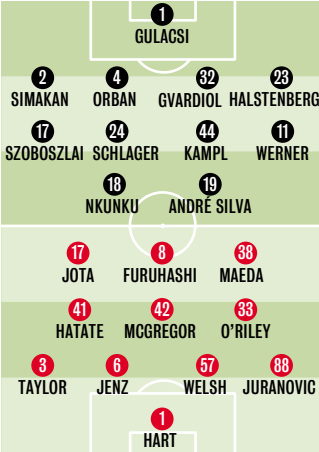 1
GULACSI
2 4 32 23
SIMAKAN ORBAN GVARDIOL HALSTENBERG
17 24 44 11
SZOBOSZLAI SCHLAGER KAMPL WERNER
18 19
NKUNKU ANDRÉ SILVA
17 8 38
JOTA FURUHASHI MAEDA
41 42 33
HATATE MCGREGOR O'RILEY
3 6 57 88
TAYLOR JENZ WELSH JURANOVIC
1
HART